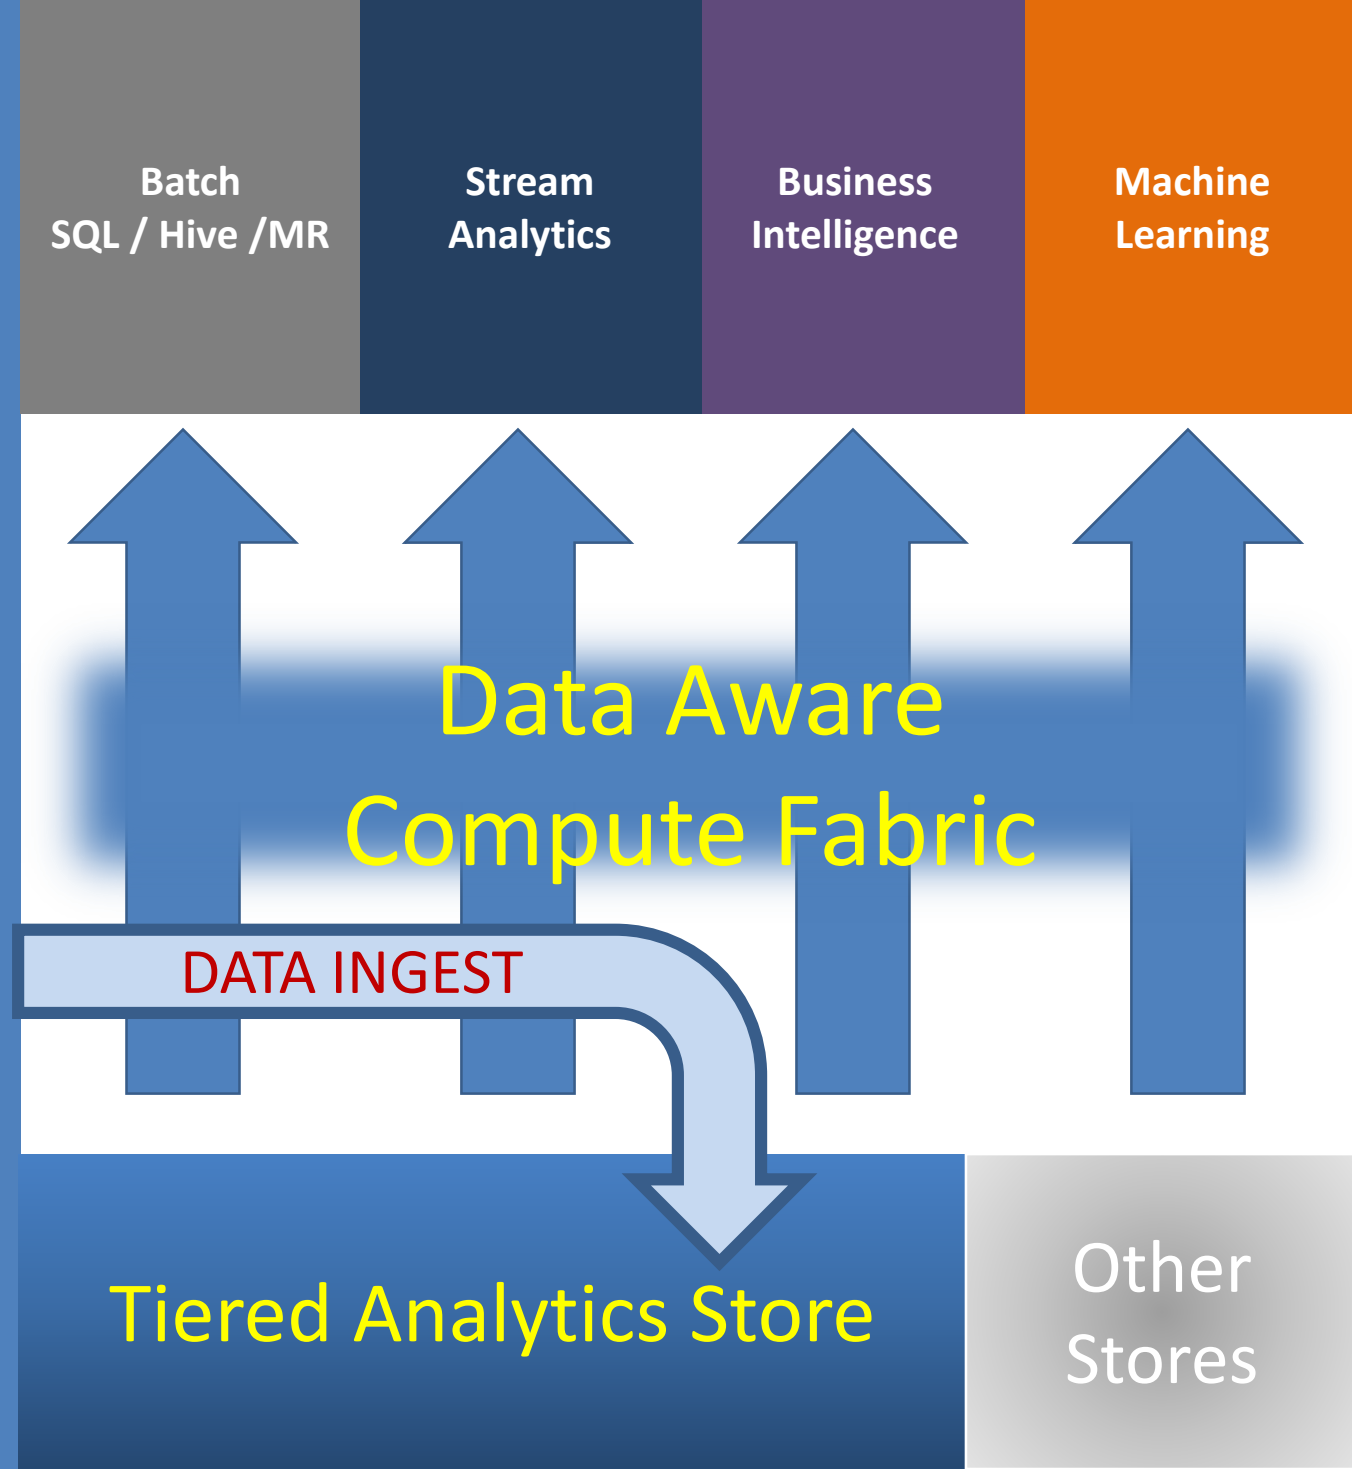 Batch
SQL / Hive /MR
Stream
Analytics
Business
Intelligence
Machine
Learning
Data Aware
Compute Fabric
DATA INGEST
Tiered Analytics Store
Other
Stores